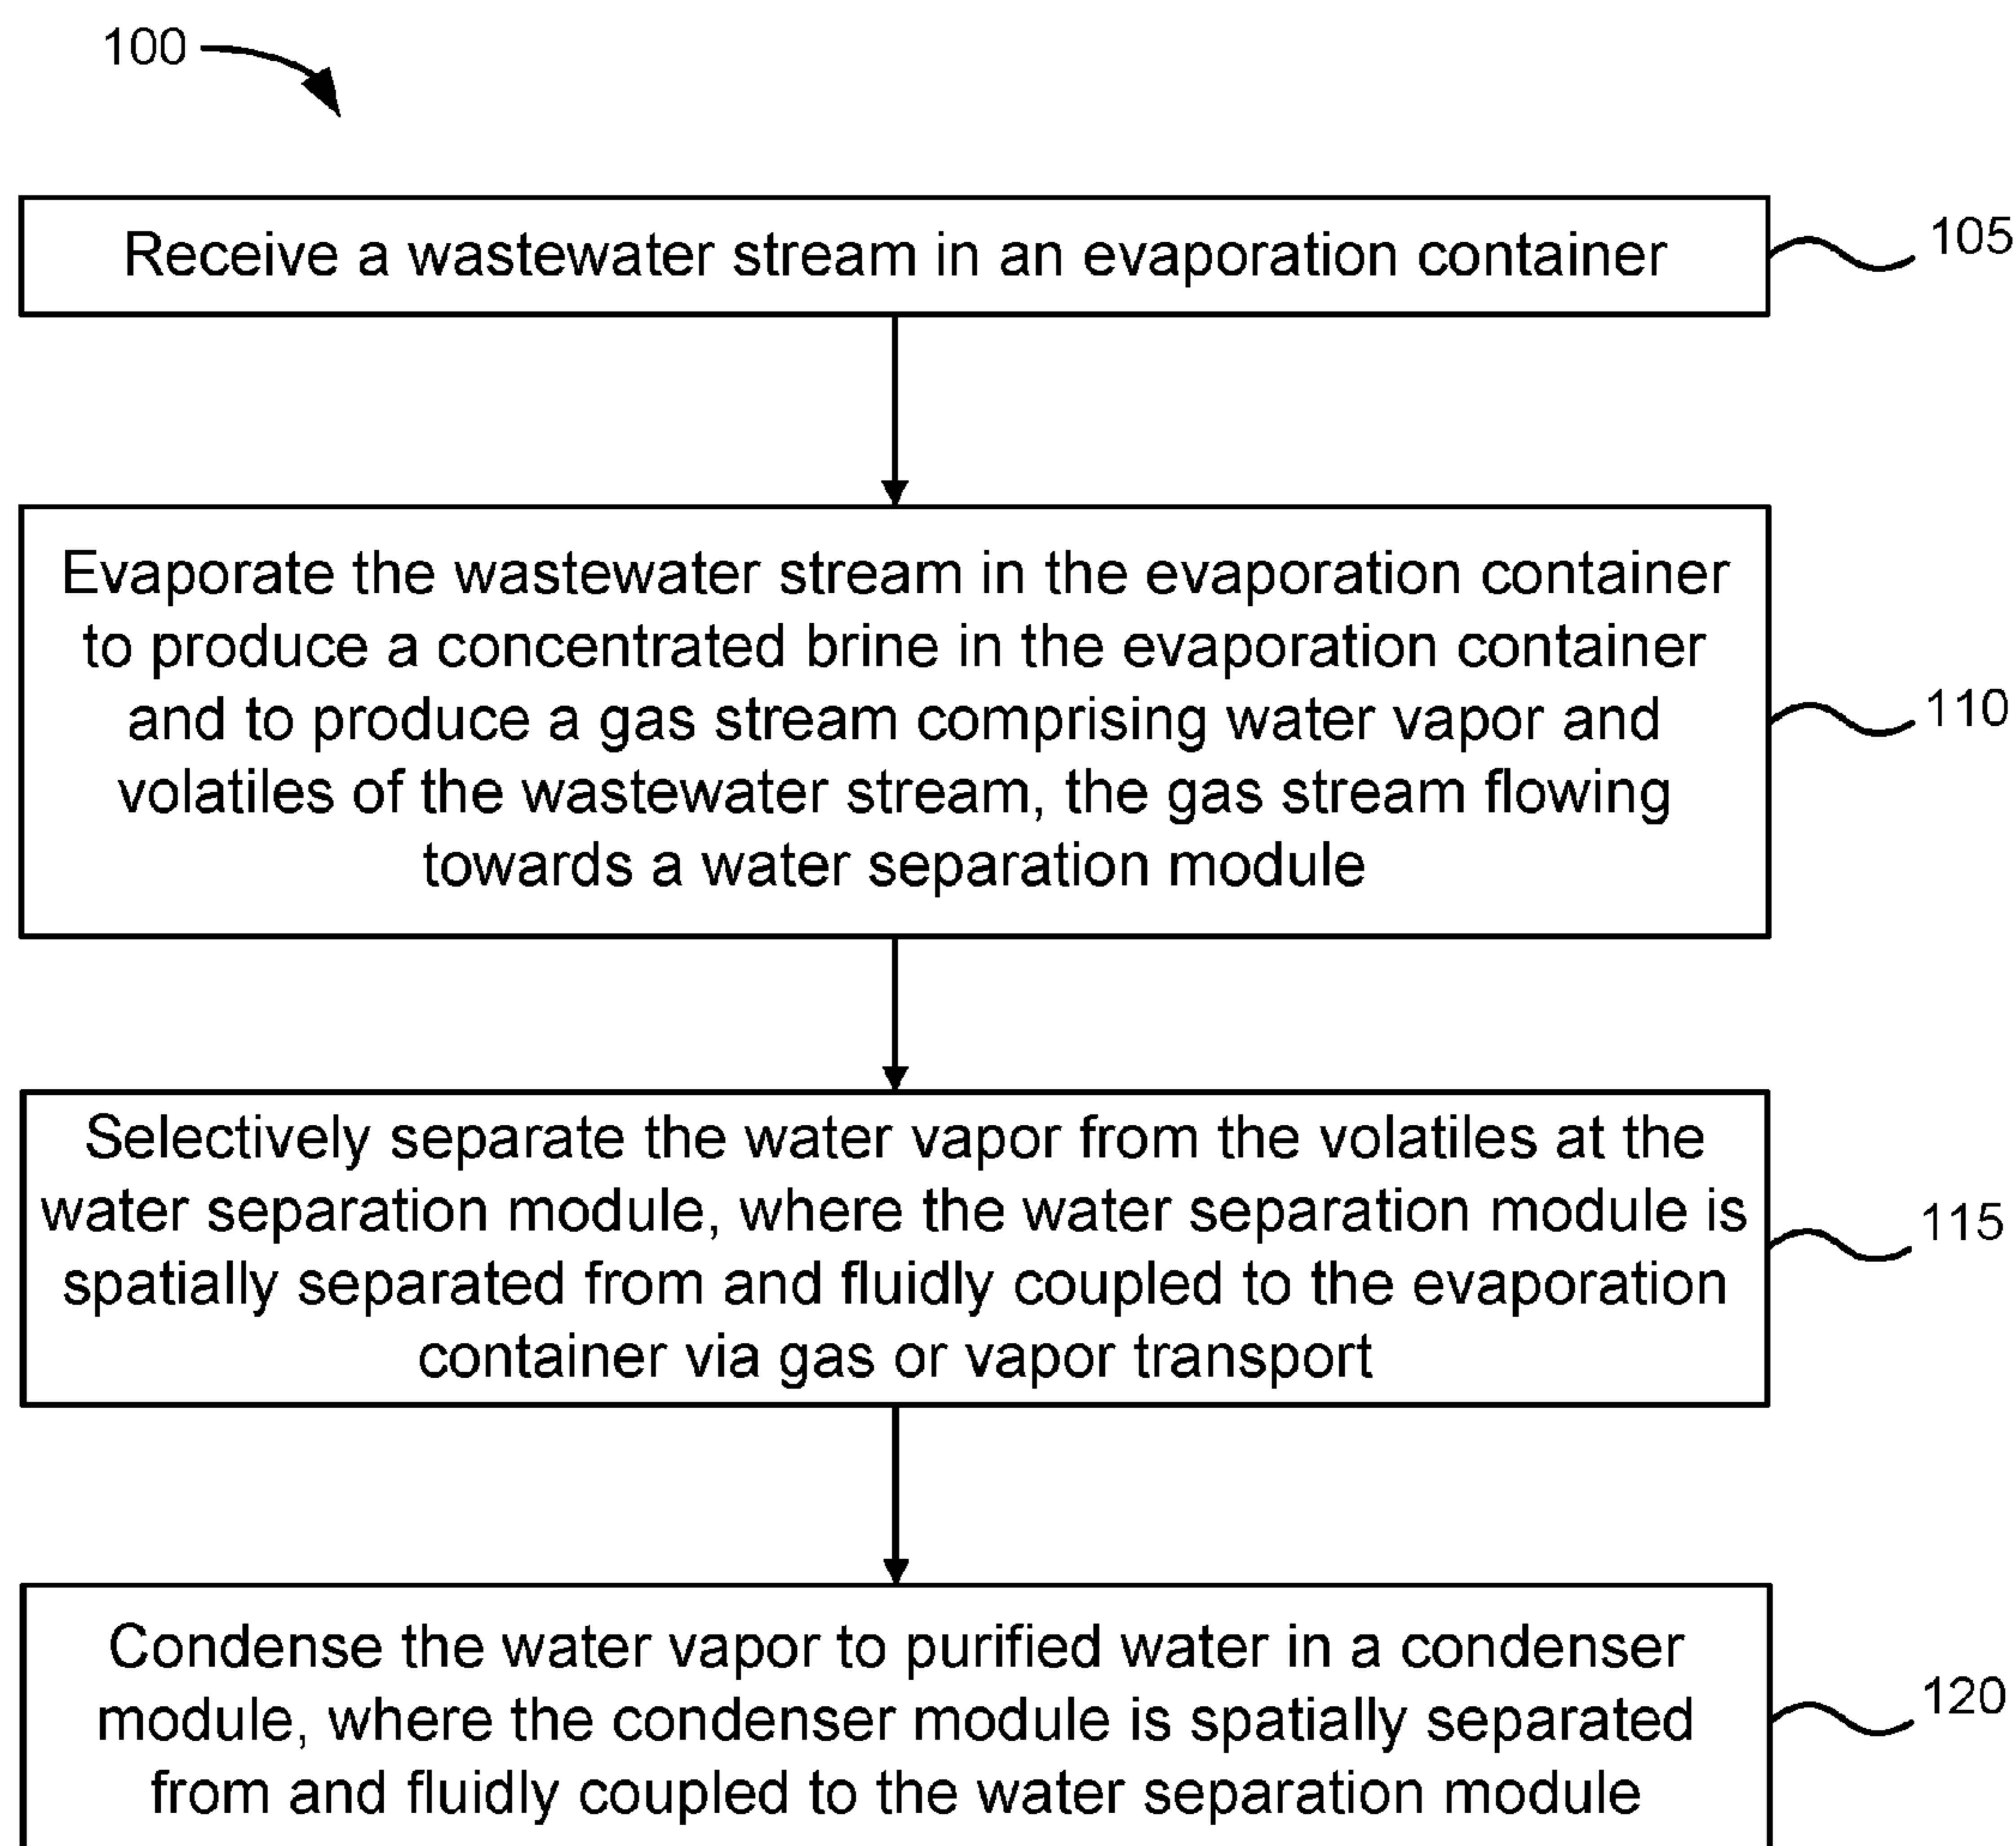 100
Receive a wastewater stream in an evaporation container
105
Evaporate the wastewater stream in the evaporation container
to produce a concentrated brine in the evaporation container
and to produce a gas stream comprising water vapor and
volatiles of the wastewater stream, the gas stream flowing
towards a water separation module
110
Selectively separate the water vapor from the volatiles at the
water separation module, where the water separation module is
spatially separated from and fluidly coupled to the evaporation
container via gas or vapor transport
115
Condense the water vapor to purified water in a condenser
module, where the condenser module is spatially separated
from and fluidly coupled to the water separation module
120